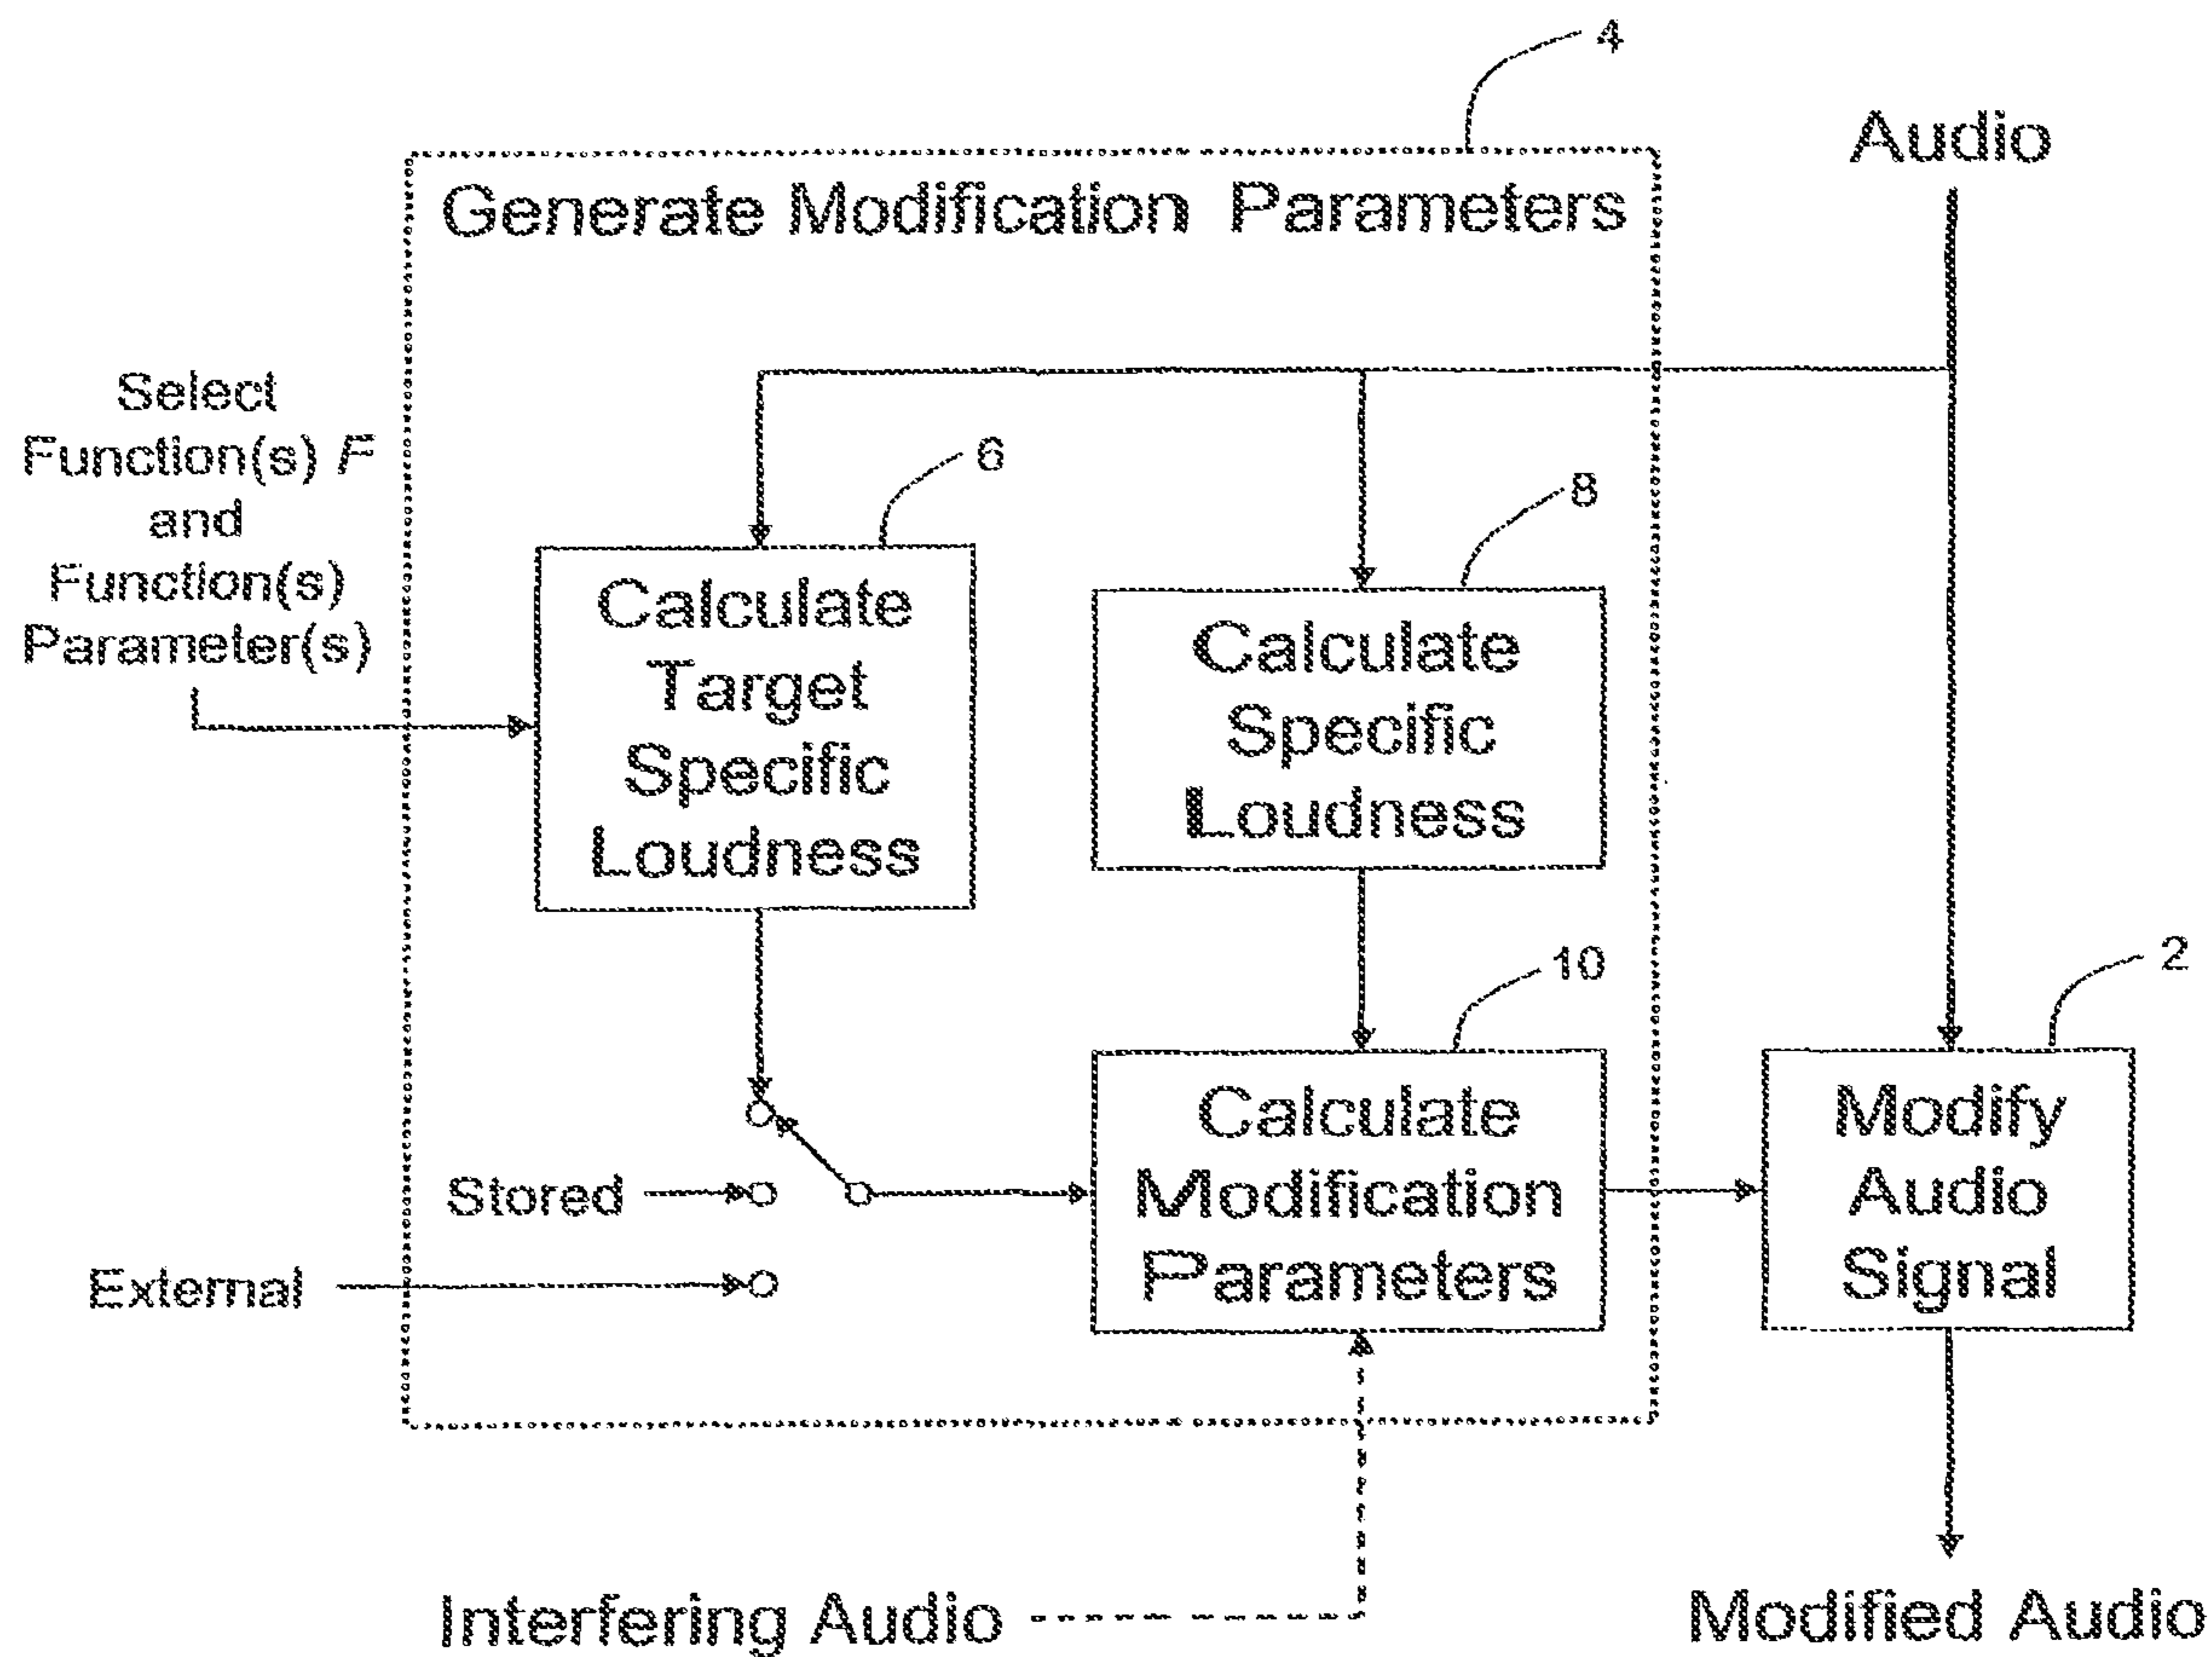 4
Audio
Generate Modification Parameters
Select
Function(s) F
and
Function(s)
Parameter(s)
6
8
Calculate
Target
Specific
Loudness
Calculate
Specific
Loudness
10
2
Stored
External
Calculate
Modification
Parameters
Modify
Audio
Signal
Interfering Audio
Modified Audio